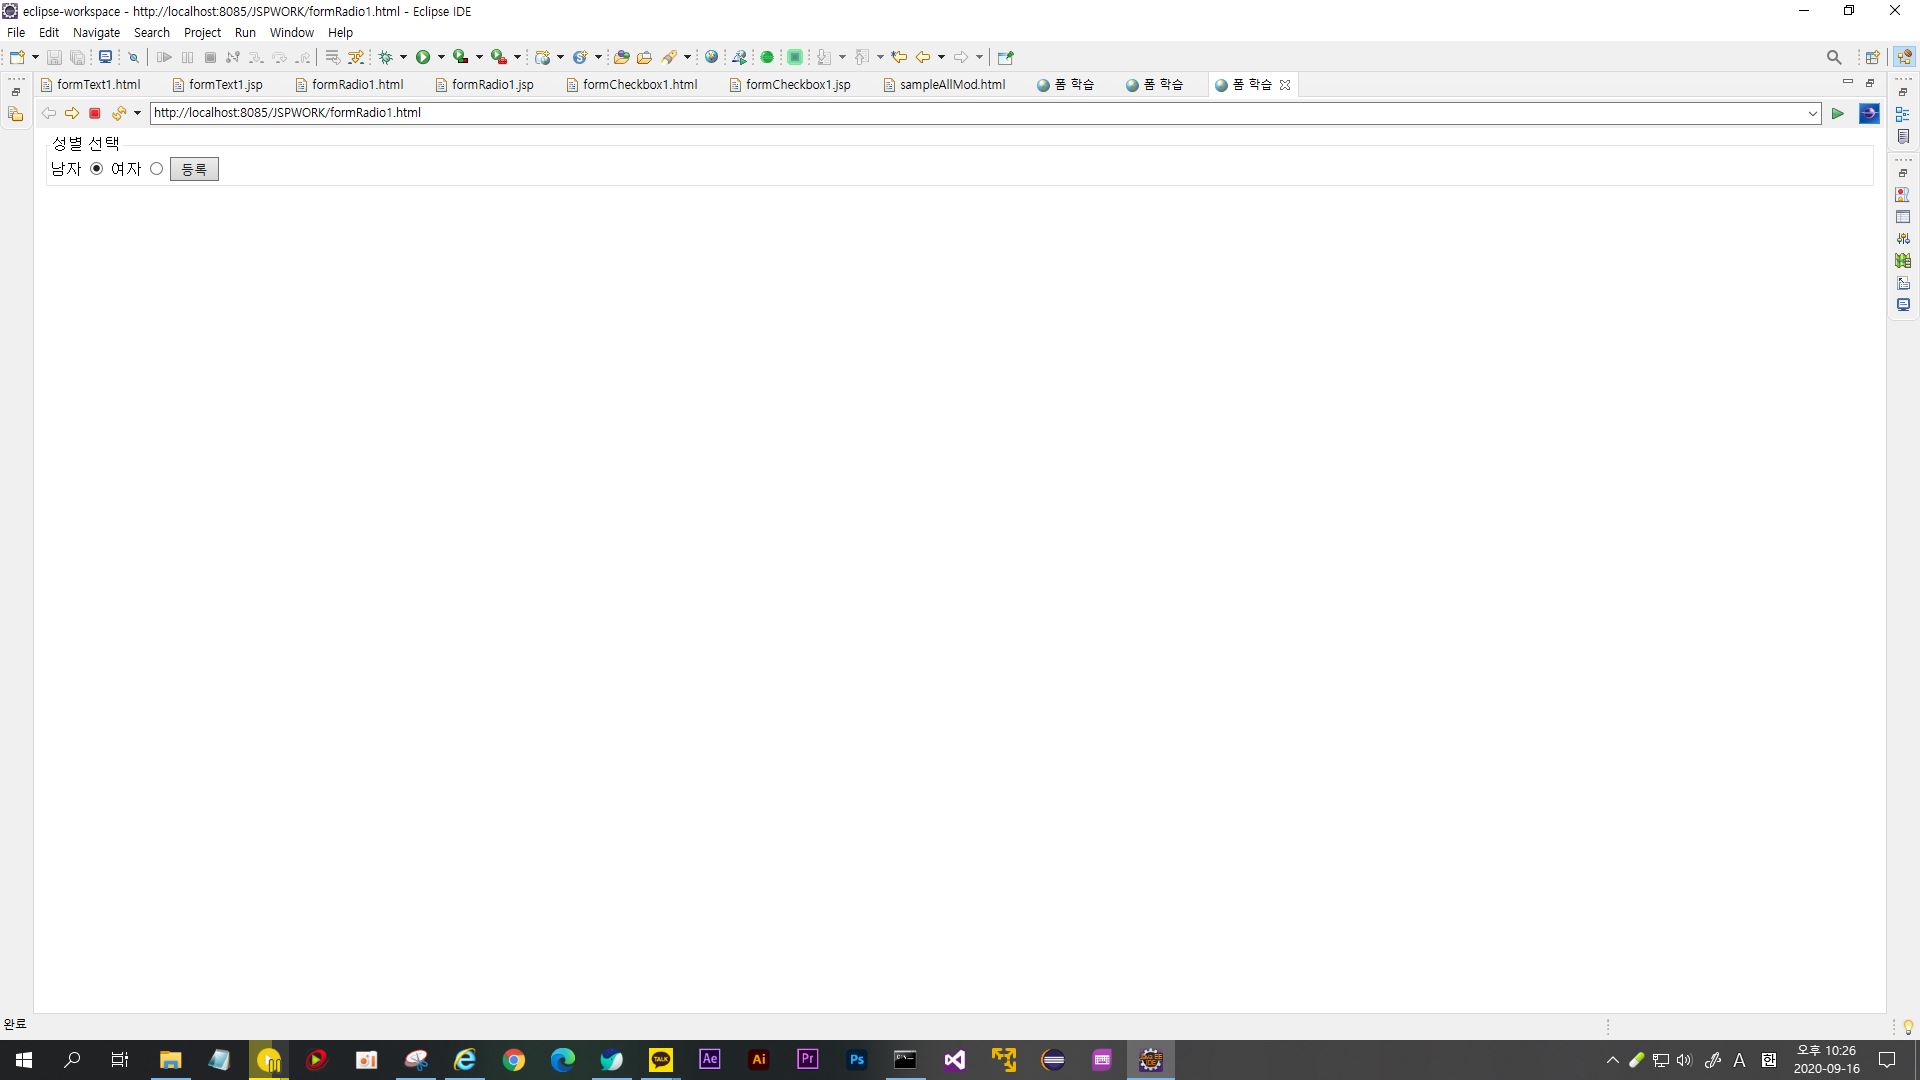 eclipse-workspace - http://localhost:8085/JSPWORK/formRadio1.html - Eclipse IDE
File Edit Navigate Search Project Run Window Help
formText1.html formText1.jsp formRadio1.html formRadio1.jsp formCheckbox1.html formCheckbox1.jsp sampleAllMod.html 폼 학습 폼 학습 폼 학습
http://localhost:8085/JSPWORK/formRadio1.html
성별 선택
남자 여자 등록
완료
TALK Ae Ai Pr Ps A 한 오후 10:26
2020-09-16